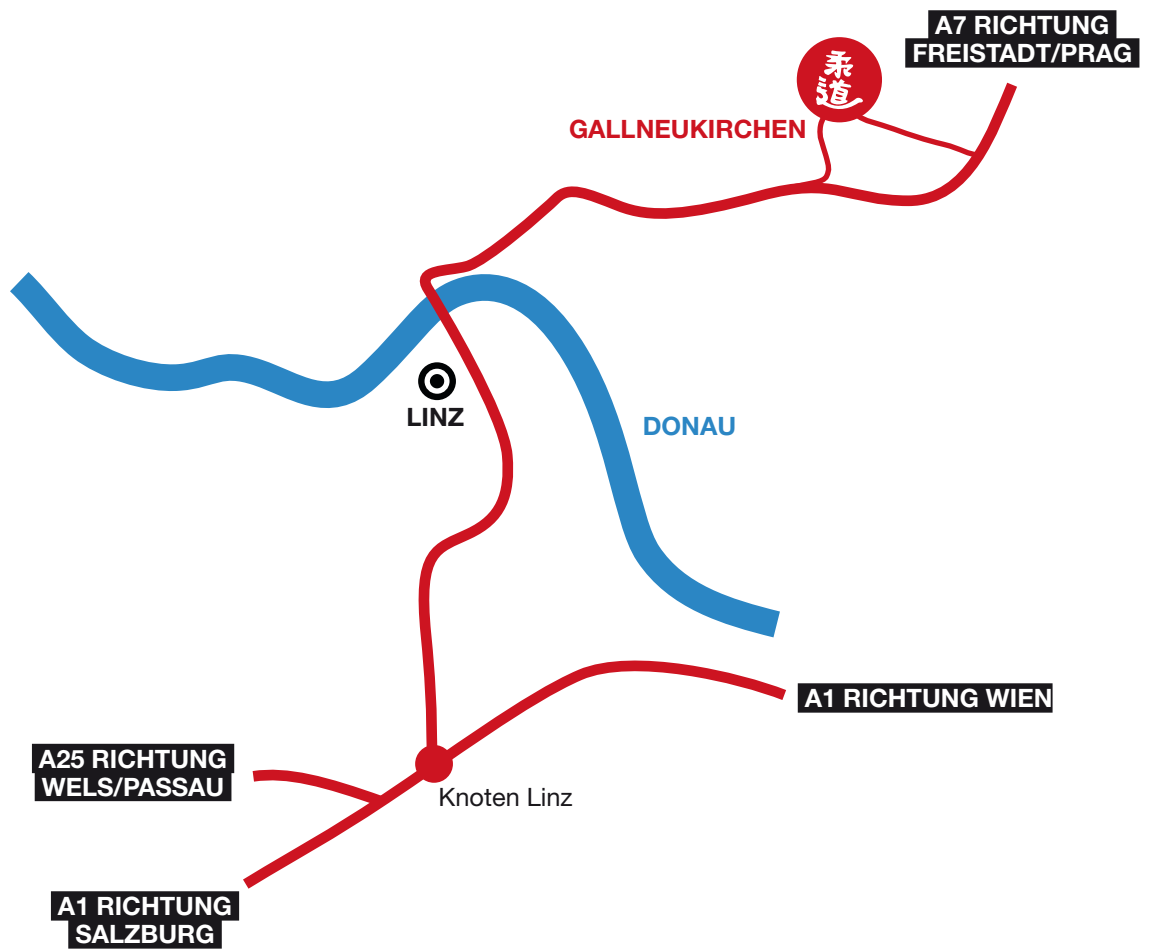 A7 RICHTUNG
FREISTADT/PRAG
柔
道
GALLNEUKIRCHEN
LINZ
DONAU
A1 RICHTUNG WIEN
A25 RICHTUNG
WELS/PASSAU
Knoten Linz
A1 RICHTUNG
SALZBURG